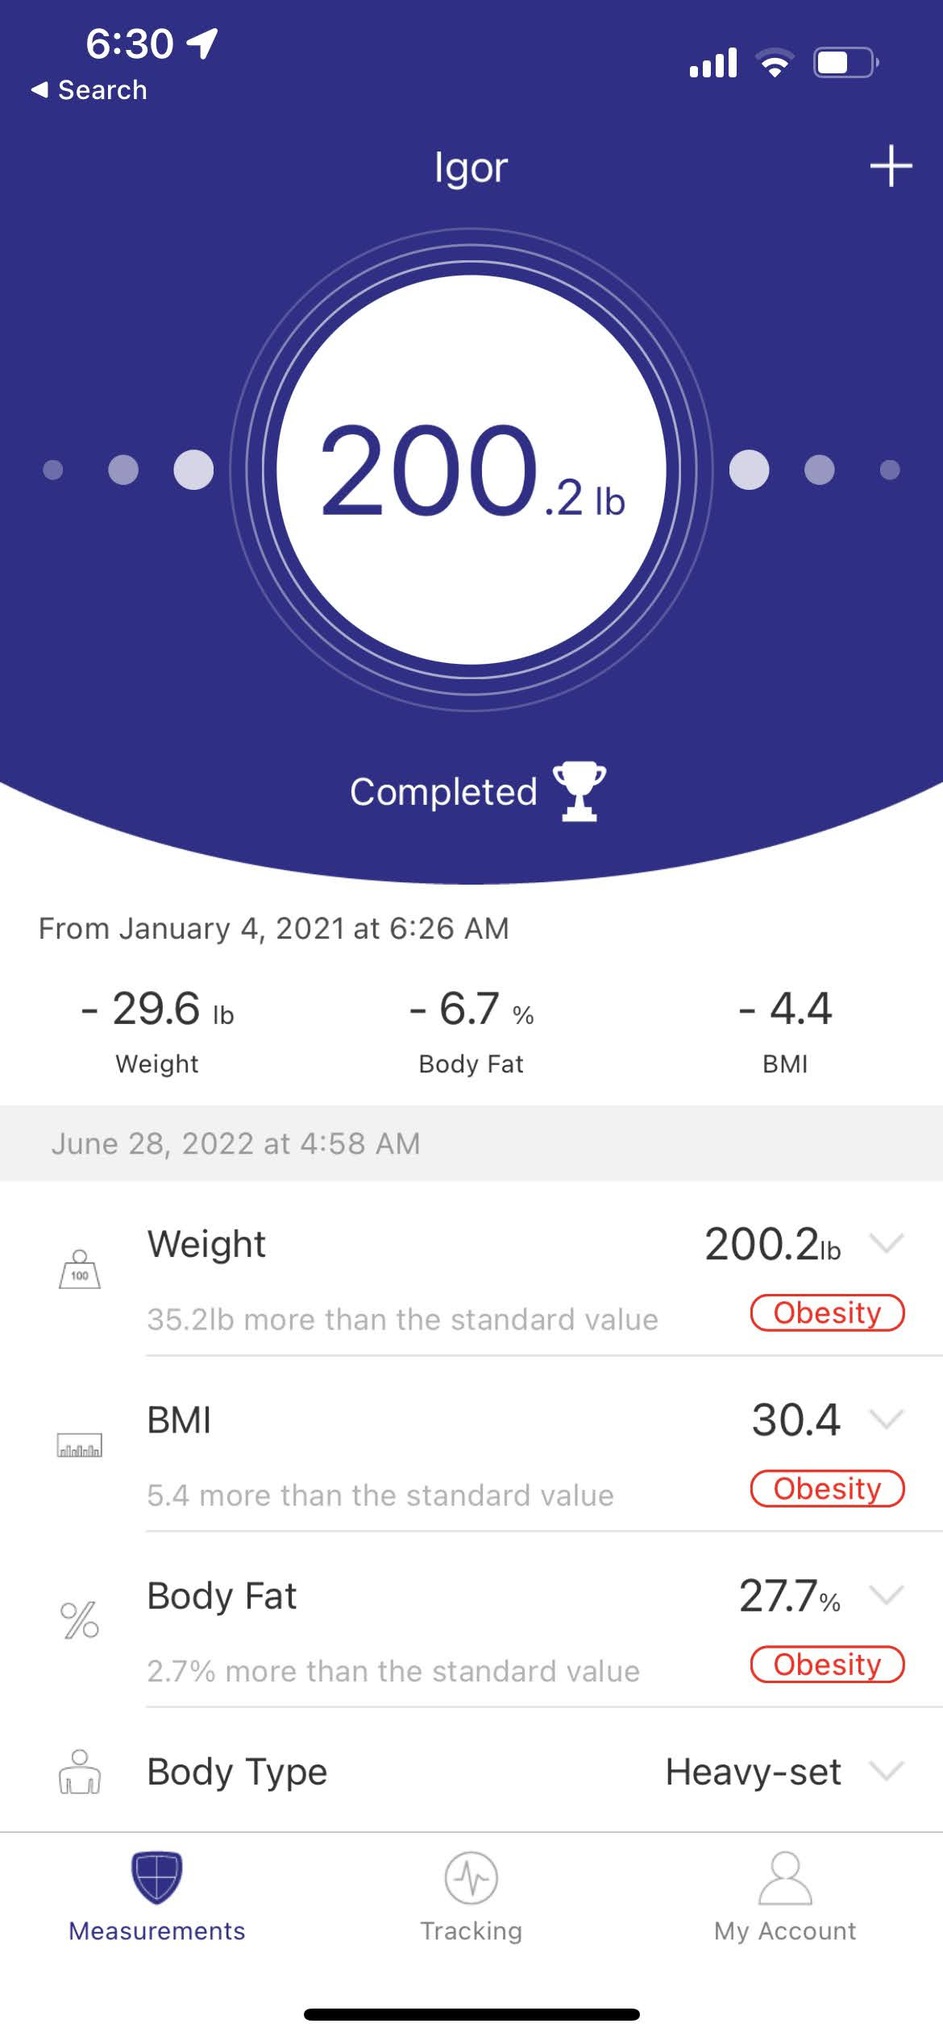 6:30
◀ Search
Igor
200.2 lb
Completed
From January 4, 2021 at 6:26 AM
- 29.6 lb - 6.7 % - 4.4
Weight Body Fat BMI
June 28, 2022 at 4:58 AM
Weight 200.2lb
100
35.2lb more than the standard value Obesity
BMI 30.4
5.4 more than the standard value Obesity
Body Fat 27.7%
2.7% more than the standard value Obesity
Body Type Heavy-set
Measurements Tracking My Account